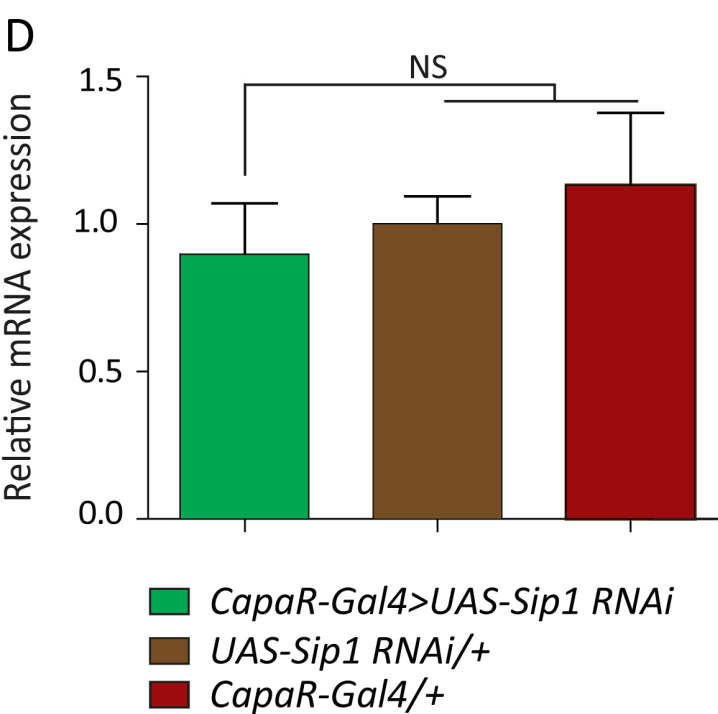 D
NS
1.5
1.0
0.5
0.0
Relative mRNA expression
CapaR-Gal4>UAS-Sip1 RNAi
UAS-Sip1 RNAi/+
CapaR-Gal4/+